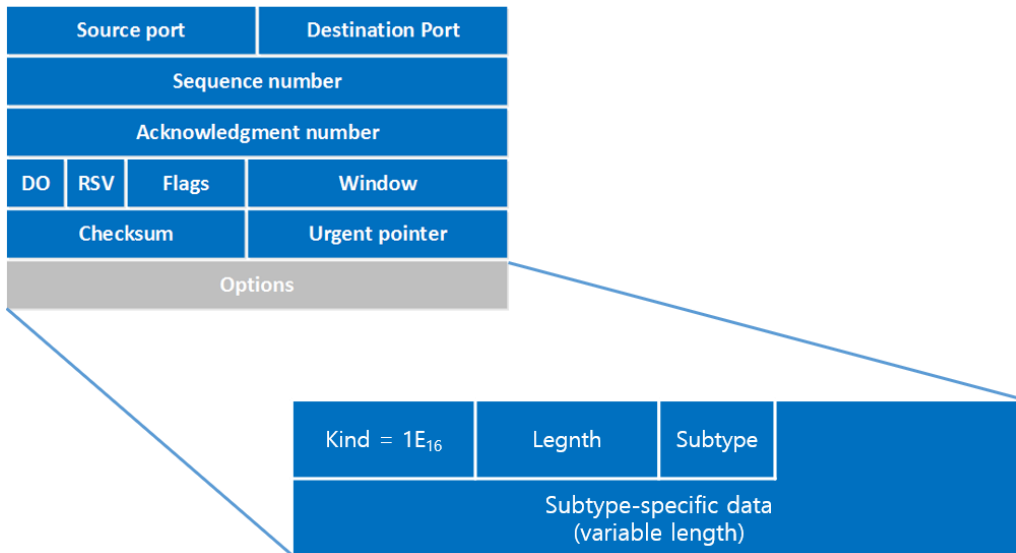 Source port
Destination Port
Sequence number
Acknowledgment number
DO
RSV
Flags
Window
Checksum
Urgent pointer
Options
Kind = 1E₁₆
Legnth
Subtype
Subtype-specific data
(variable length)